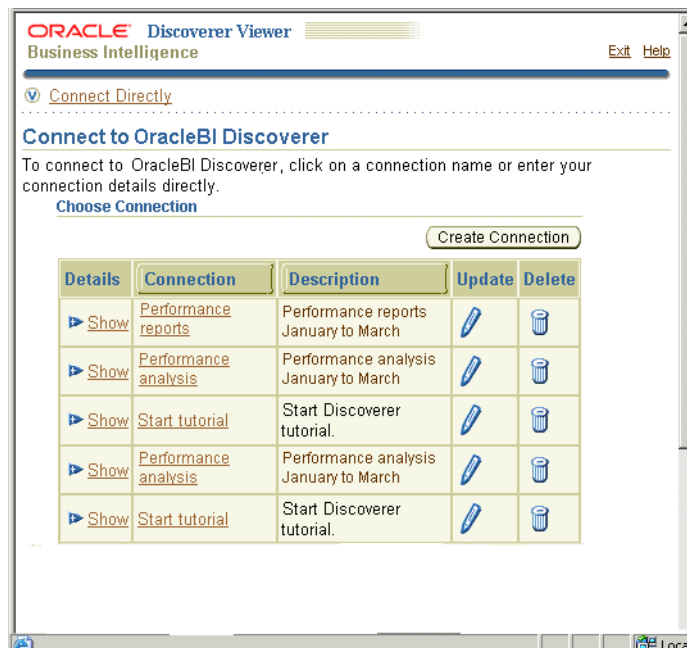 ORACLE® Discoverer Viewer
Business Intelligence
Exit Help
Connect Directly
Connect to OracleBI Discoverer
To connect to OracleBI Discoverer, click on a connection name or enter your
connection details directly.
Choose Connection
Create Connection
Details Connection Description Update Delete
Show Performance reports Performance reports January to March
Show Performance analysis Performance analysis January to March
Show Start tutorial Start Discoverer tutorial.
Show Performance analysis Performance analysis January to March
Show Start tutorial Start Discoverer tutorial.
Loca